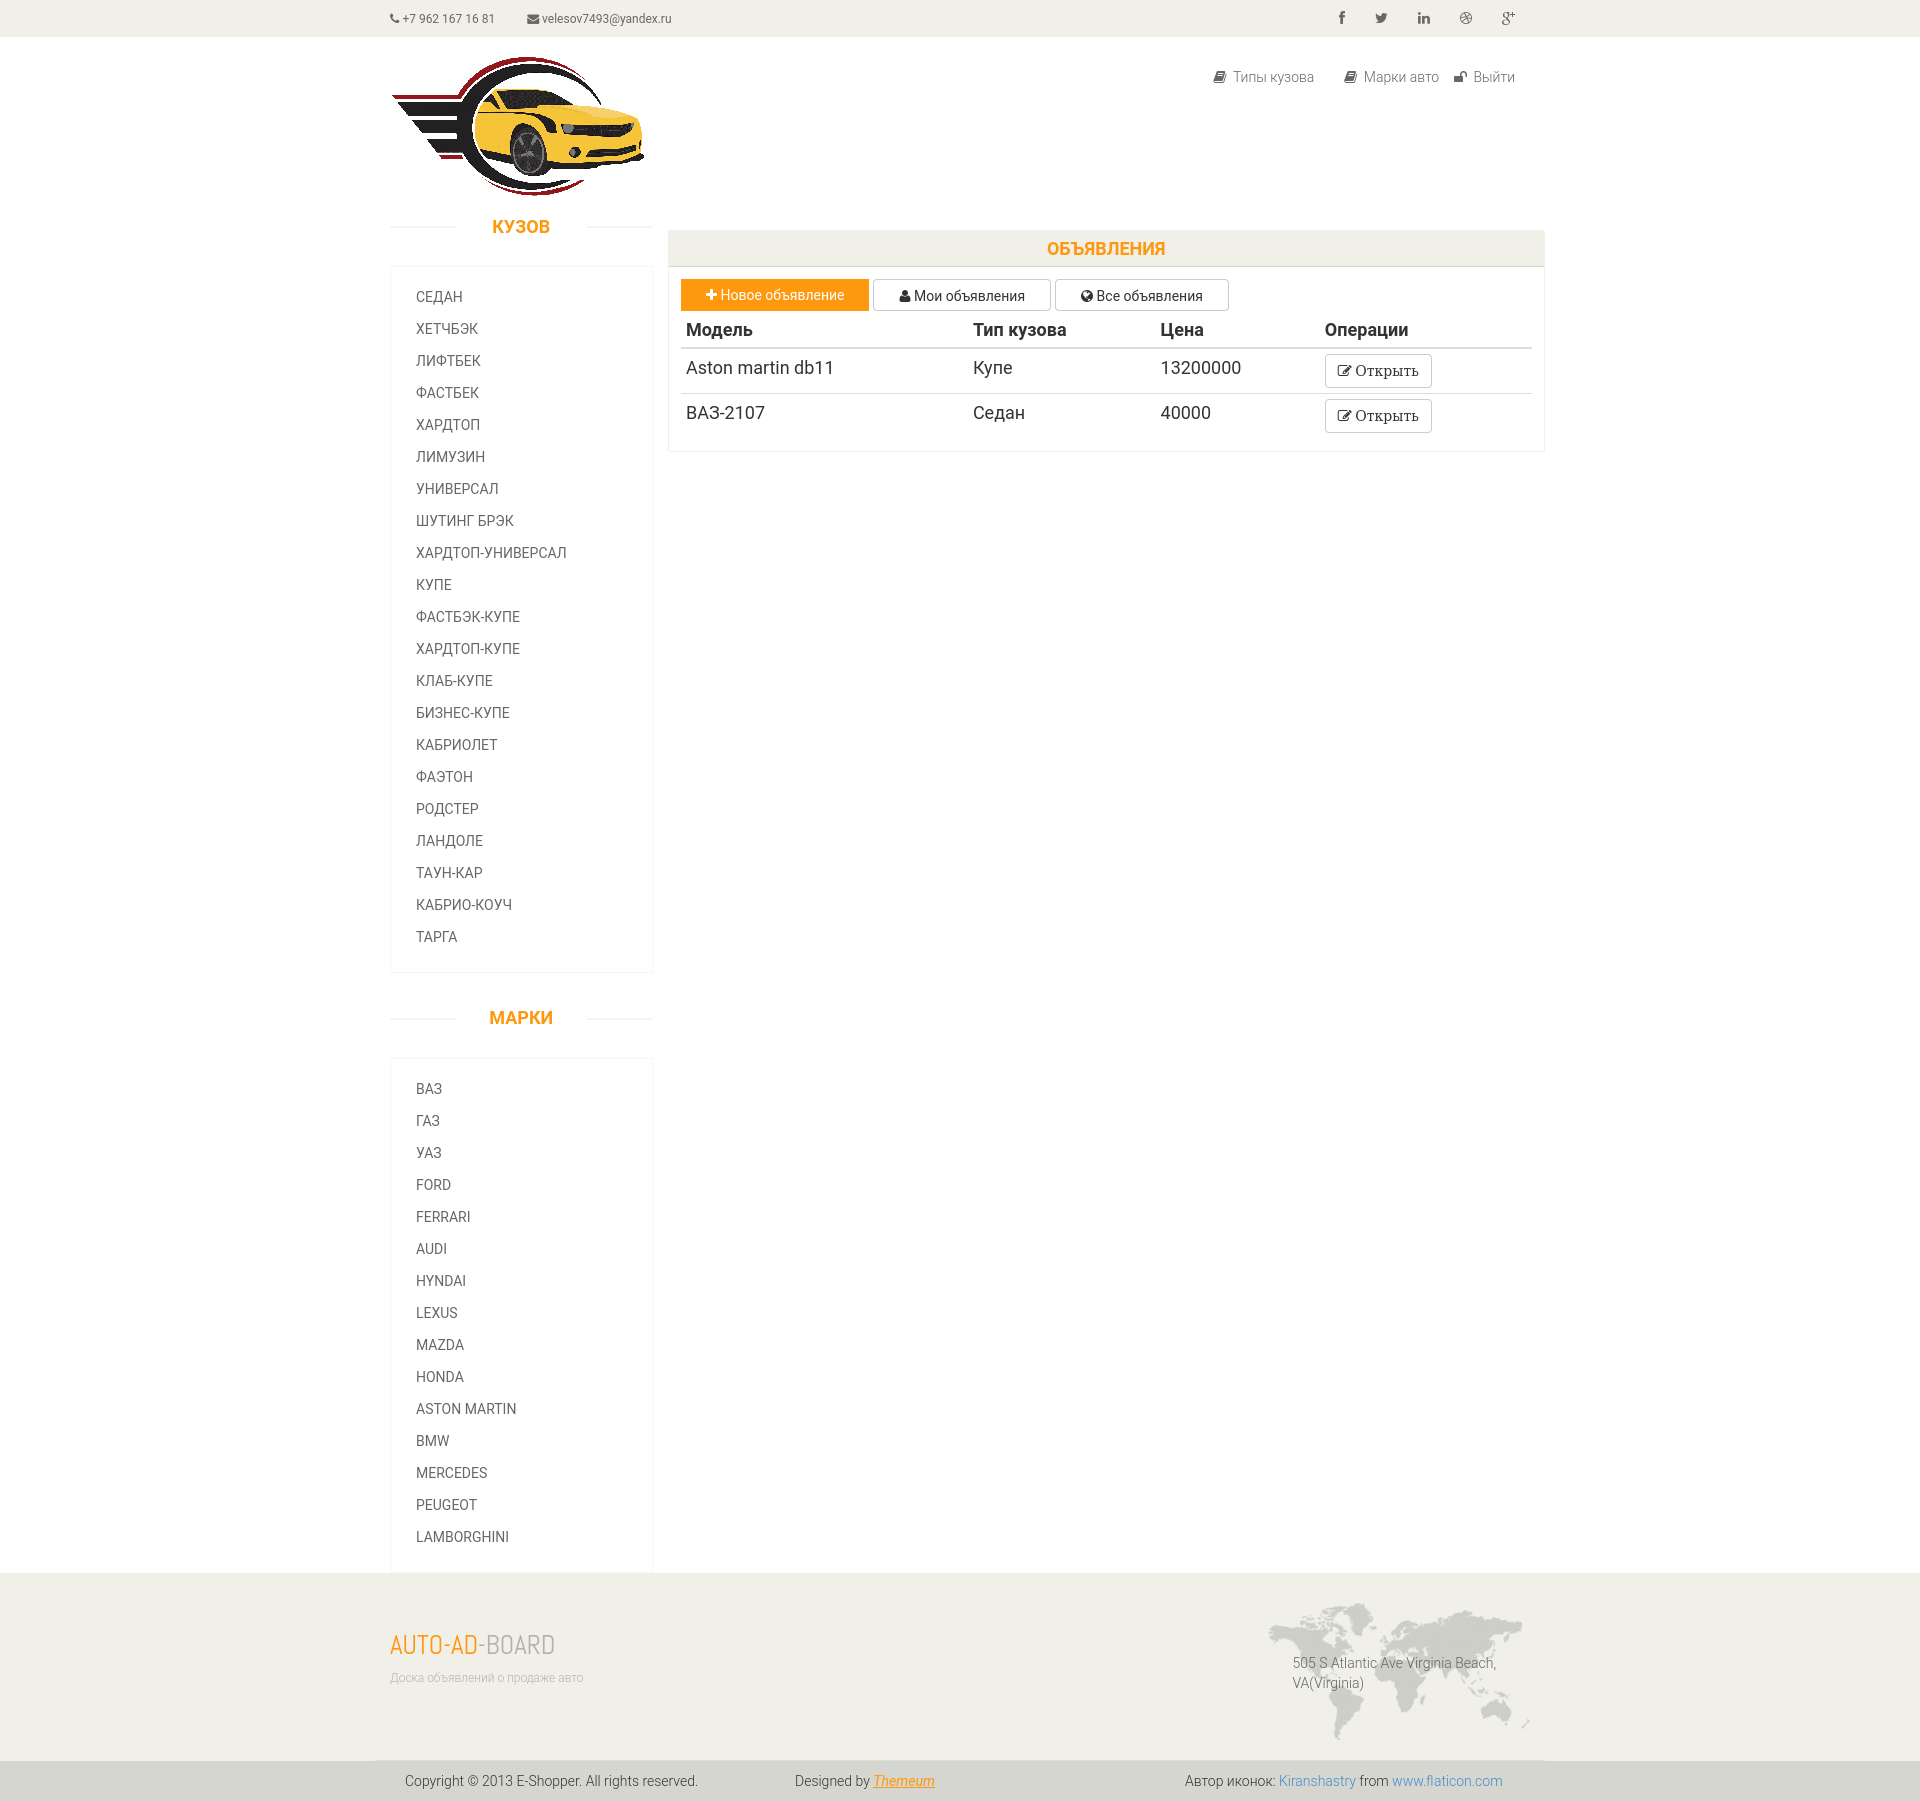 +7 962 167 16 81 velesov7493@yandex.ru
Типы кузова Марки авто Выйти
КУЗОВ
СЕДАН
ХЕТЧБЭК
ЛИФТБЕК
ФАСТБЕК
ХАРДТОП
ЛИМУЗИН
УНИВЕРСАЛ
ШУТИНГ БРЭК
ХАРДТОП-УНИВЕРСАЛ
КУПЕ
ФАСТБЭК-КУПЕ
ХАРДТОП-КУПЕ
КЛАБ-КУПЕ
БИЗНЕС-КУПЕ
КАБРИОЛЕТ
ФАЭТОН
РОДСТЕР
ЛАНДОЛЕ
ТАУН-КАР
КАБРИО-КОУЧ
ТАРГА
МАРКИ
ВАЗ
ГАЗ
УАЗ
FORD
FERRARI
AUDI
HYNDAI
LEXUS
MAZDA
HONDA
ASTON MARTIN
BMW
MERCEDES
PEUGEOT
LAMBORGHINI
ОБЪЯВЛЕНИЯ
Новое объявление Мои объявления Все объявления
Модель Тип кузова Цена Операции
Aston martin db11 Купе 13200000 Открыть
ВАЗ-2107 Седан 40000 Открыть
AUTO-AD-BOARD
Доска объявлений о продаже авто
505 S Atlantic Ave Virginia Beach,
VA(Virginia)
Copyright © 2013 E-Shopper. All rights reserved. Designed by Themeum Автор иконок: Kiranshastry from www.flaticon.com